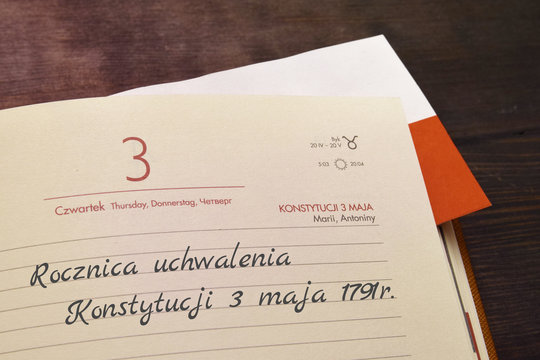 3
Byk
20 IV - 20 V
5:03 20:04
Czwartek Thursday, Donnerstag, Четверг
KONSTYTUCJI 3 MAJA
Marii, Antoniny
Rocznica uchwalenia
Konstytucji 3 maja 1791r.